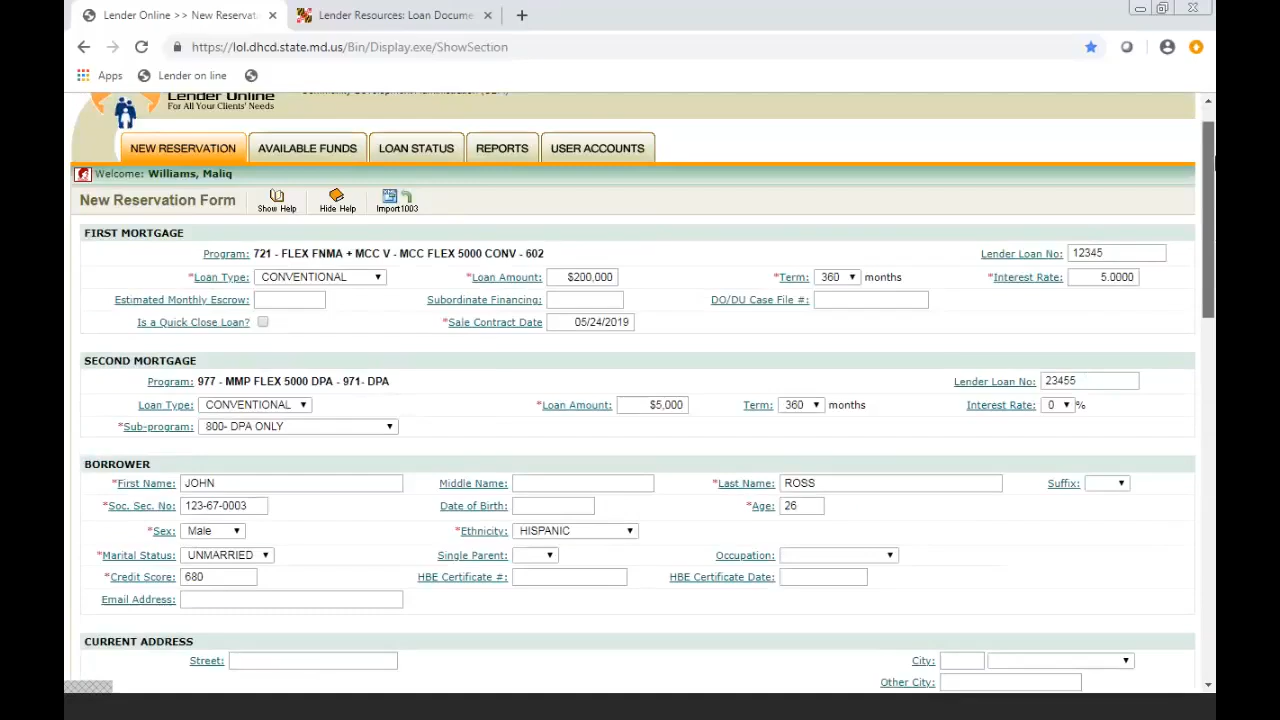 Lender Online >> New Reservat
Lender Resources: Loan Docume
https://lol.dhcd.state.md.us/Bin/Display.exe/ShowSection
Apps Lender on line
Lender Online
For All Your Clients' Needs
NEW RESERVATION AVAILABLE FUNDS LOAN STATUS REPORTS USER ACCOUNTS
Welcome: Williams, Maliq
New Reservation Form Show Help Hide Help Import1003
FIRST MORTGAGE
Program: 721 - FLEX FNMA + MCC V - MCC FLEX 5000 CONV - 602 Lender Loan No: 12345
*Loan Type: CONVENTIONAL *Loan Amount: $200,000 *Term: 360 months *Interest Rate: 5.0000
Estimated Monthly Escrow: Subordinate Financing: DO/DU Case File #:
Is a Quick Close Loan? *Sale Contract Date 05/24/2019
SECOND MORTGAGE
Program: 977 - MMP FLEX 5000 DPA - 971- DPA Lender Loan No: 23455
Loan Type: CONVENTIONAL *Loan Amount: $5,000 Term: 360 months Interest Rate: 0 %
*Sub-program: 800- DPA ONLY
BORROWER
*First Name: JOHN Middle Name: *Last Name: ROSS Suffix:
*Soc. Sec. No: 123-67-0003 Date of Birth: *Age: 26
*Sex: Male *Ethnicity: HISPANIC
*Marital Status: UNMARRIED Single Parent: Occupation:
*Credit Score: 680 HBE Certificate #: HBE Certificate Date:
Email Address:
CURRENT ADDRESS
Street: City:
Other City: